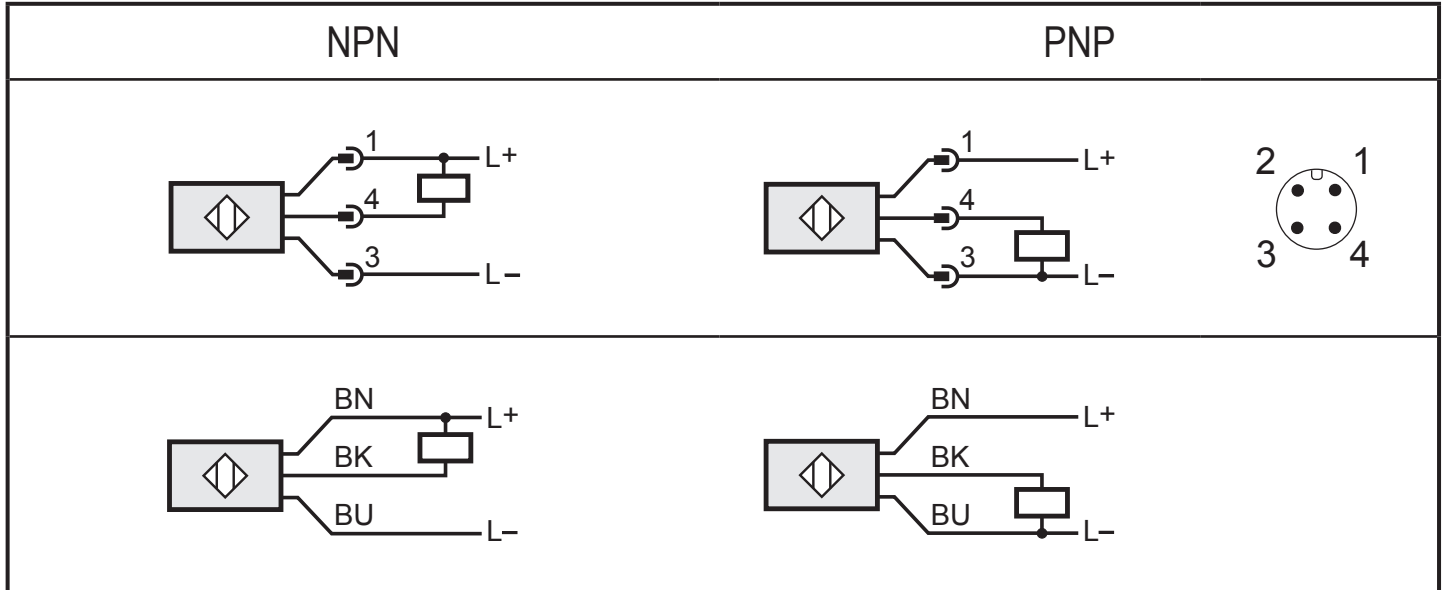 NPN PNP
1 L+
4
3 L–
1 L+
4
3 L–
2 1
3 4
BN L+
BK
BU L–
BN L+
BK
BU L–